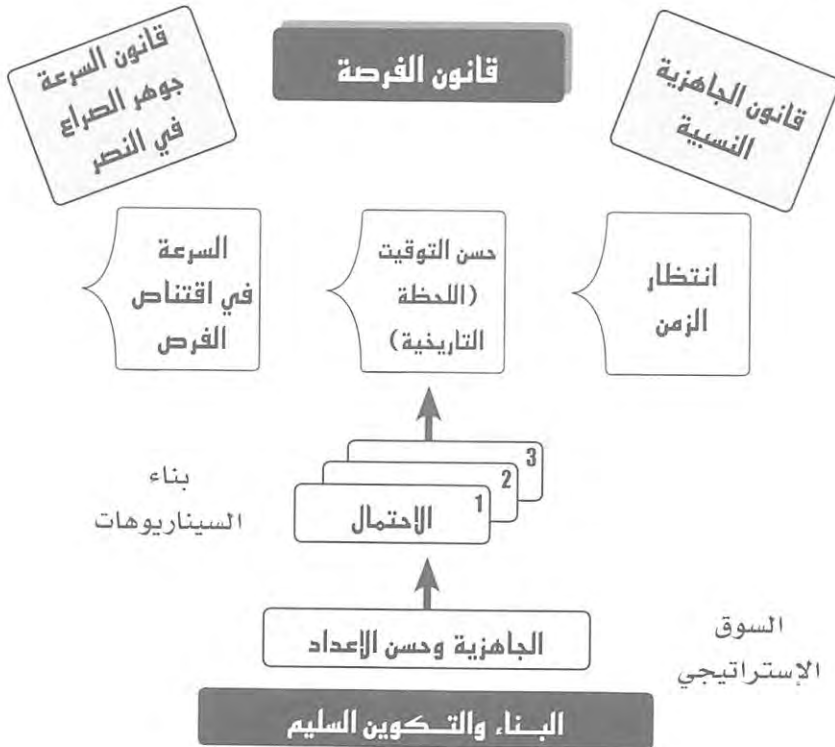 قانون الفرصة
قانون الجاهزية
النسبية
قانون السرعة
جوهر الصراع
في النصر
انتظار
الزمن
حسن التوقيت
(اللحظة
التاريخية)
السرعة
في اقتناص
الفرص
3
2
1
الإحتمال
بناء
السيناريوهات
الجاهزية وحسن الإعداد
السوق
الإستراتيجي
البناء والتكوين السليم